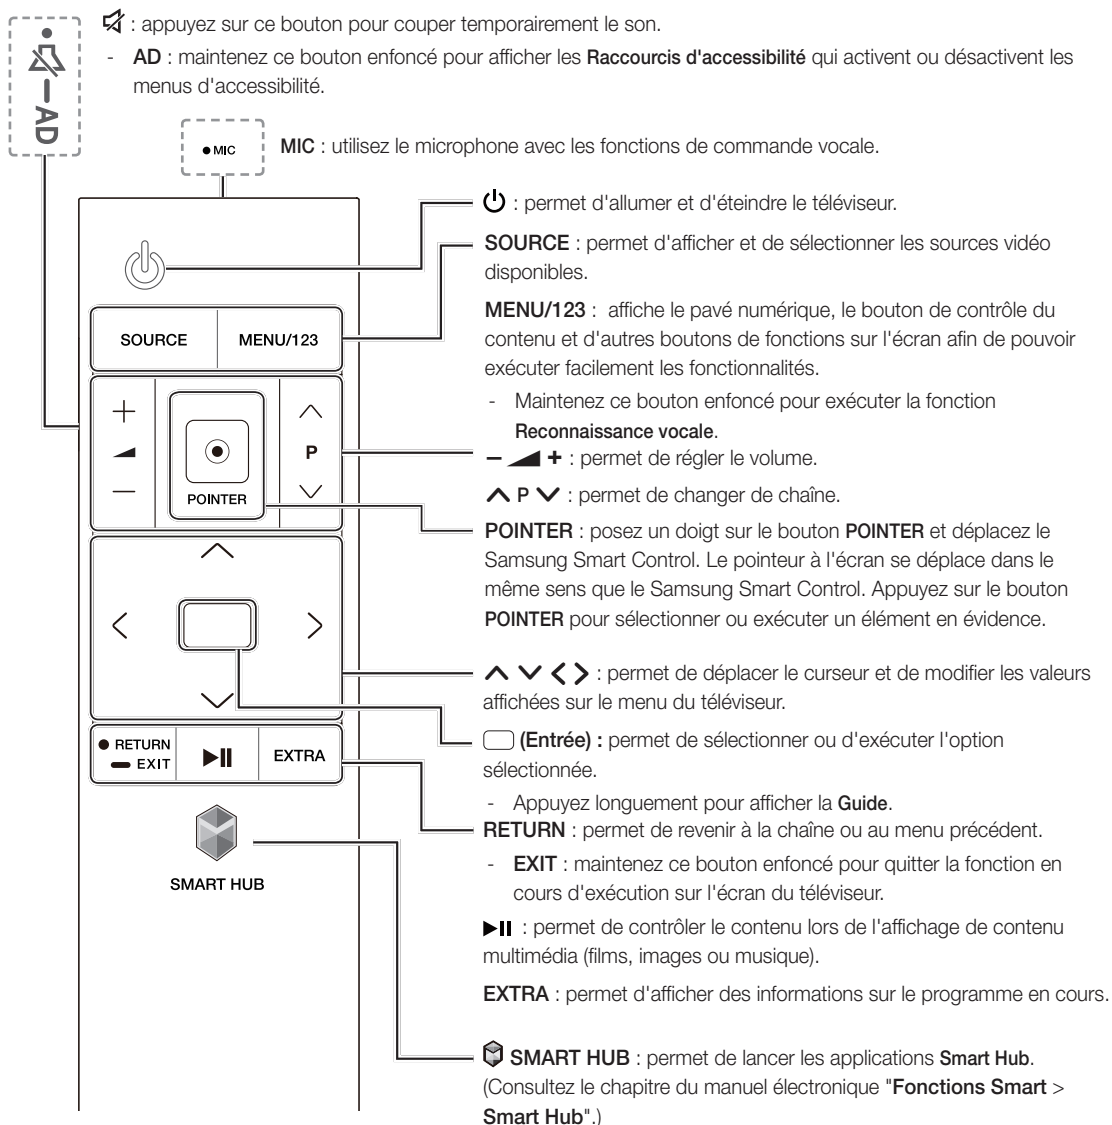 : appuyez sur ce bouton pour couper temporairement le son.
- AD : maintenez ce bouton enfoncé pour afficher les Raccourcis d'accessibilité qui activent ou désactivent les
menus d'accessibilité.
AD
MIC
MIC : utilisez le microphone avec les fonctions de commande vocale.
: permet d'allumer et d'éteindre le téléviseur.
SOURCE : permet d'afficher et de sélectionner les sources vidéo
disponibles.
MENU/123 : affiche le pavé numérique, le bouton de contrôle du
contenu et d'autres boutons de fonctions sur l'écran afin de pouvoir
exécuter facilement les fonctionnalités.
- Maintenez ce bouton enfoncé pour exécuter la fonction
Reconnaissance vocale.
SOURCE
MENU/123
+
P
—
POINTER
− + : permet de régler le volume.
P : permet de changer de chaîne.
POINTER : posez un doigt sur le bouton POINTER et déplacez le
Samsung Smart Control. Le pointeur à l'écran se déplace dans le
même sens que le Samsung Smart Control. Appuyez sur le bouton
POINTER pour sélectionner ou exécuter un élément en évidence.
: permet de déplacer le curseur et de modifier les valeurs
affichées sur le menu du téléviseur.
(Entrée) : permet de sélectionner ou d'exécuter l'option
sélectionnée.
- Appuyez longuement pour afficher la Guide.
RETURN
EXIT
EXTRA
RETURN : permet de revenir à la chaîne ou au menu précédent.
- EXIT : maintenez ce bouton enfoncé pour quitter la fonction en
cours d'exécution sur l'écran du téléviseur.
: permet de contrôler le contenu lors de l'affichage de contenu
multimédia (films, images ou musique).
EXTRA : permet d'afficher des informations sur le programme en cours.
SMART HUB
SMART HUB : permet de lancer les applications Smart Hub.
(Consultez le chapitre du manuel électronique "Fonctions Smart >
Smart Hub".)